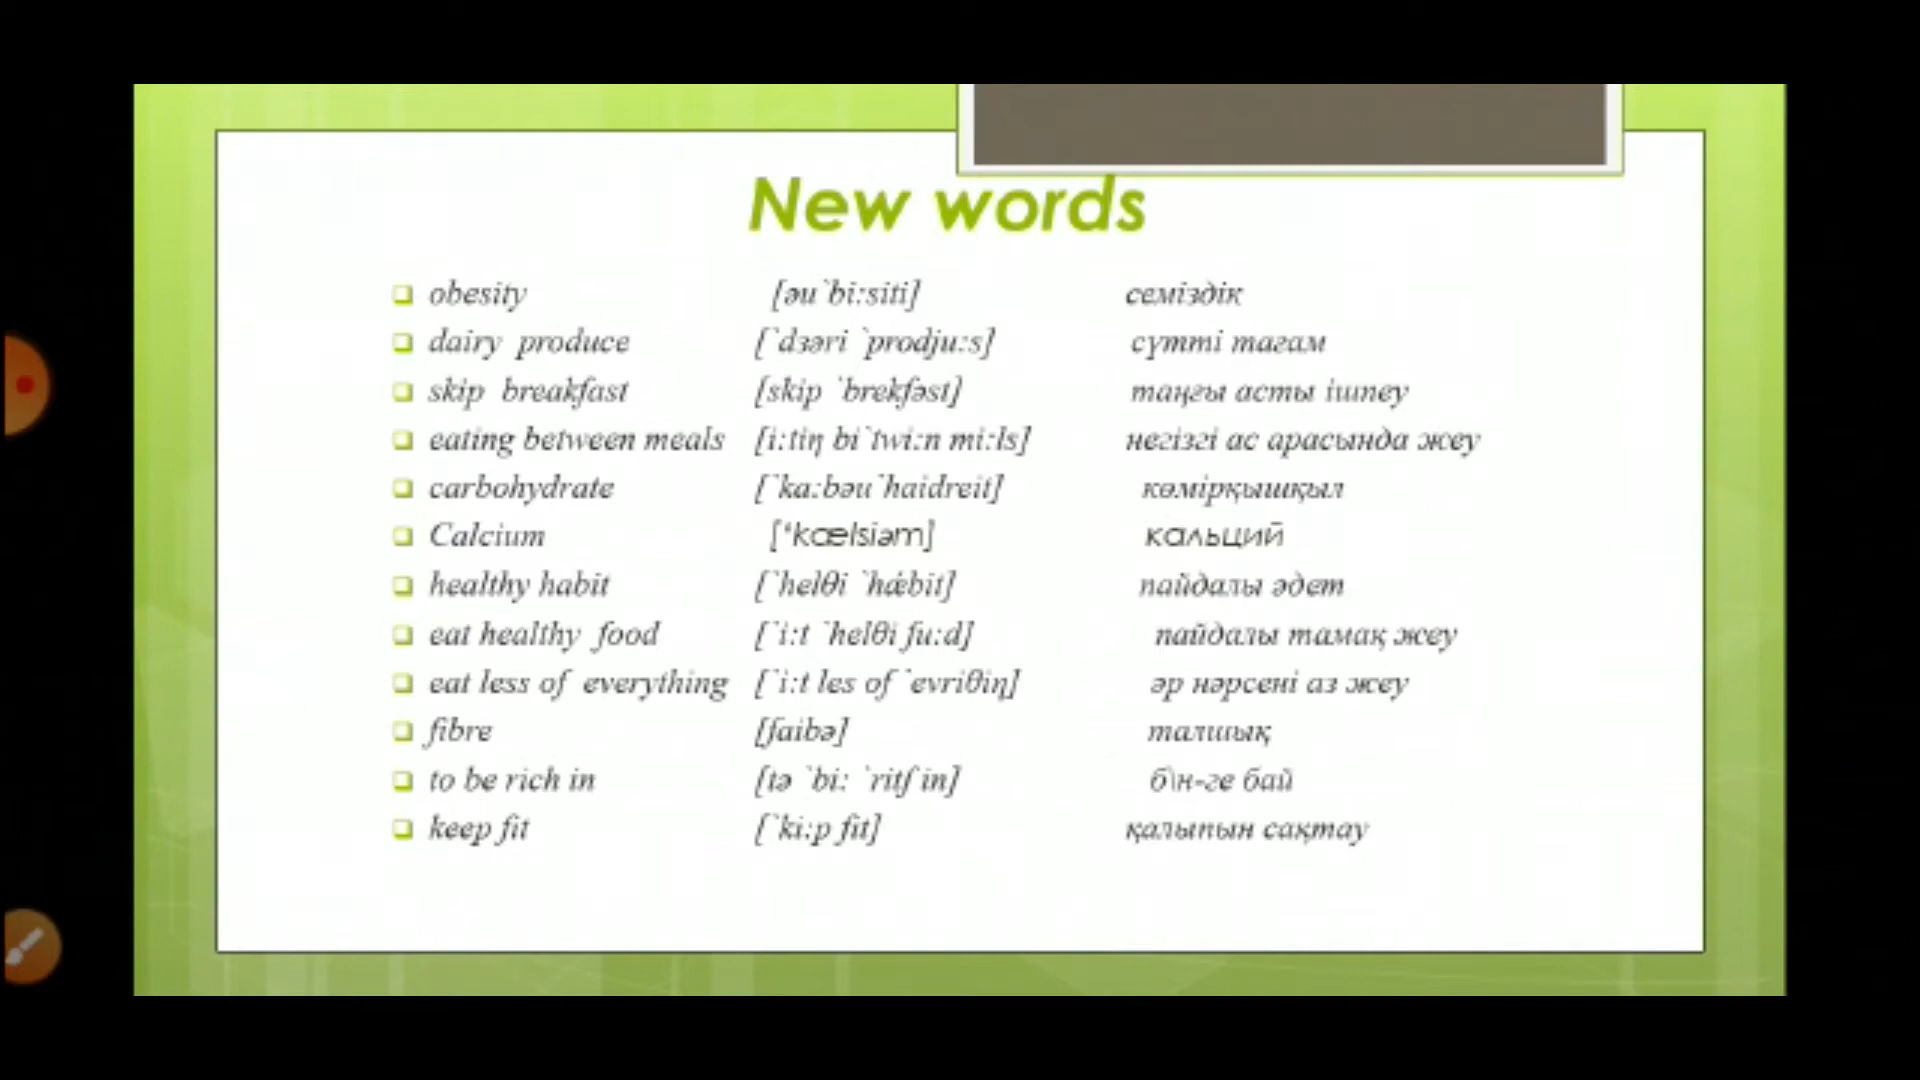 New words
obesity [əu`bi:siti] семіздік
dairy produce [`dзəri `prodju:s] сүтті тағам
skip breakfast [skip `brekfəst] таңғы асты ішпеу
eating between meals [i:tiŋ bi`twi:n mi:ls] негізгі ас арасында жеу
carbohydrate [`ka:bəu`haidreit] көмірқышқыл
Calcium [ʻkælsiəm] кальций
healthy habit [`helθi `hǽbit] пайдалы әдет
eat healthy food [`i:t `helθi fu:d] пайдалы тамақ жеу
eat less of everything [`i:t les of `evriθiŋ] әр нәрсені аз жеу
fibre [faibə] талшық
to be rich in [tə `bi: `ritʃ in] б\н-ге бай
keep fit [`ki:p fit] қалыпын сақтау